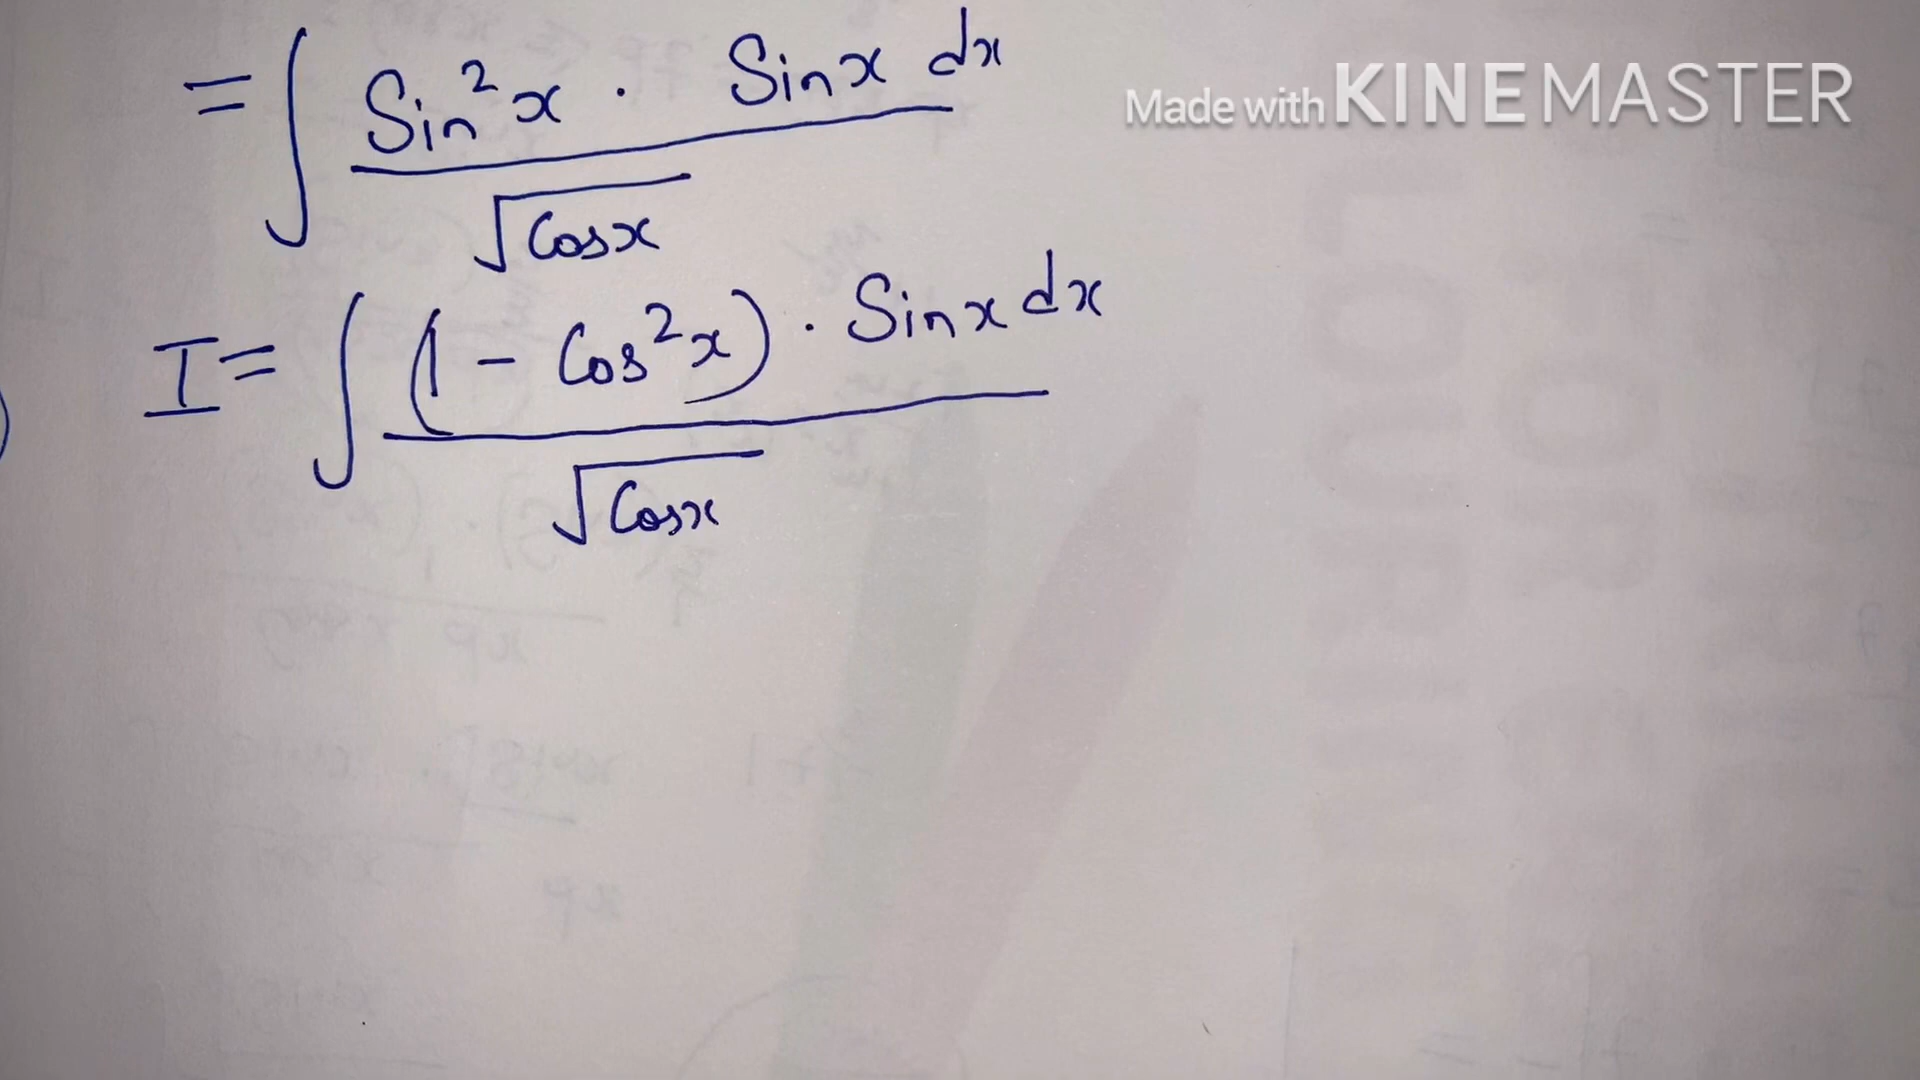 = ∫ Sin²x . Sinx dx / √Cosx
Made with KINEMASTER
I = ∫ (1 - Cos²x) . Sinx dx / √Cosx